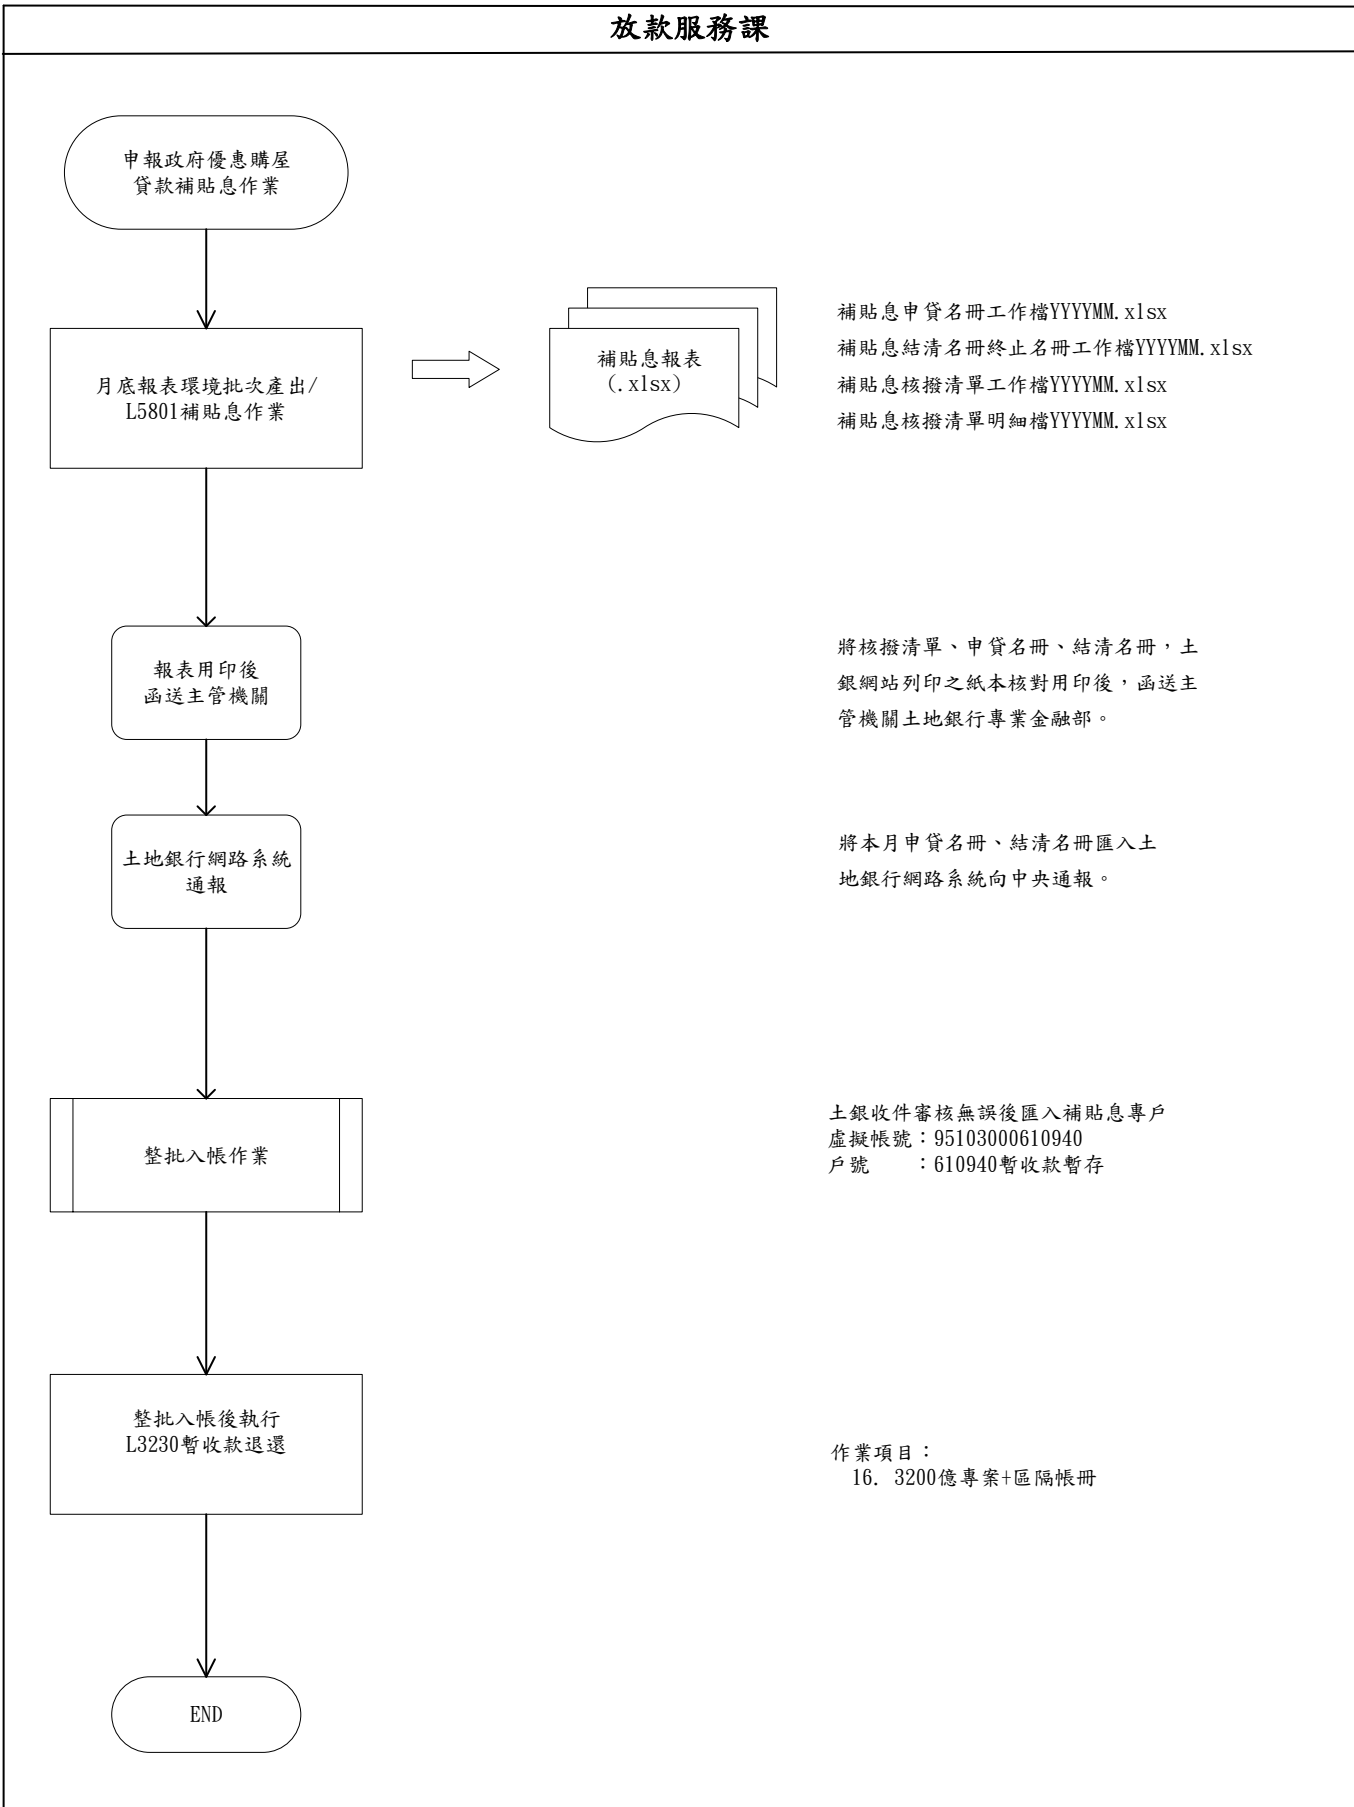 放款服務課
申報政府優惠購屋
貸款補貼息作業
月底報表環境批次產出/
L5801補貼息作業
補貼息報表
(.xlsx)
補貼息申貸名冊工作檔YYYYMM.xlsx
補貼息結清名冊終止名冊工作檔YYYYMM.xlsx
補貼息核撥清單工作檔YYYYMM.xlsx
補貼息核撥清單明細檔YYYYMM.xlsx
報表用印後
函送主管機關
將核撥清單、申貸名冊、結清名冊，土
銀網站列印之紙本核對用印後，函送主
管機關土地銀行專業金融部。
土地銀行網路系統
通報
將本月申貸名冊、結清名冊匯入土
地銀行網路系統向中央通報。
整批入帳作業
土銀收件審核無誤後匯入補貼息專戶
虛擬帳號：95103000610940
戶號　　：610940暫收款暫存
整批入帳後執行
L3230暫收款退還
作業項目：
16. 3200億專案+區隔帳冊
END